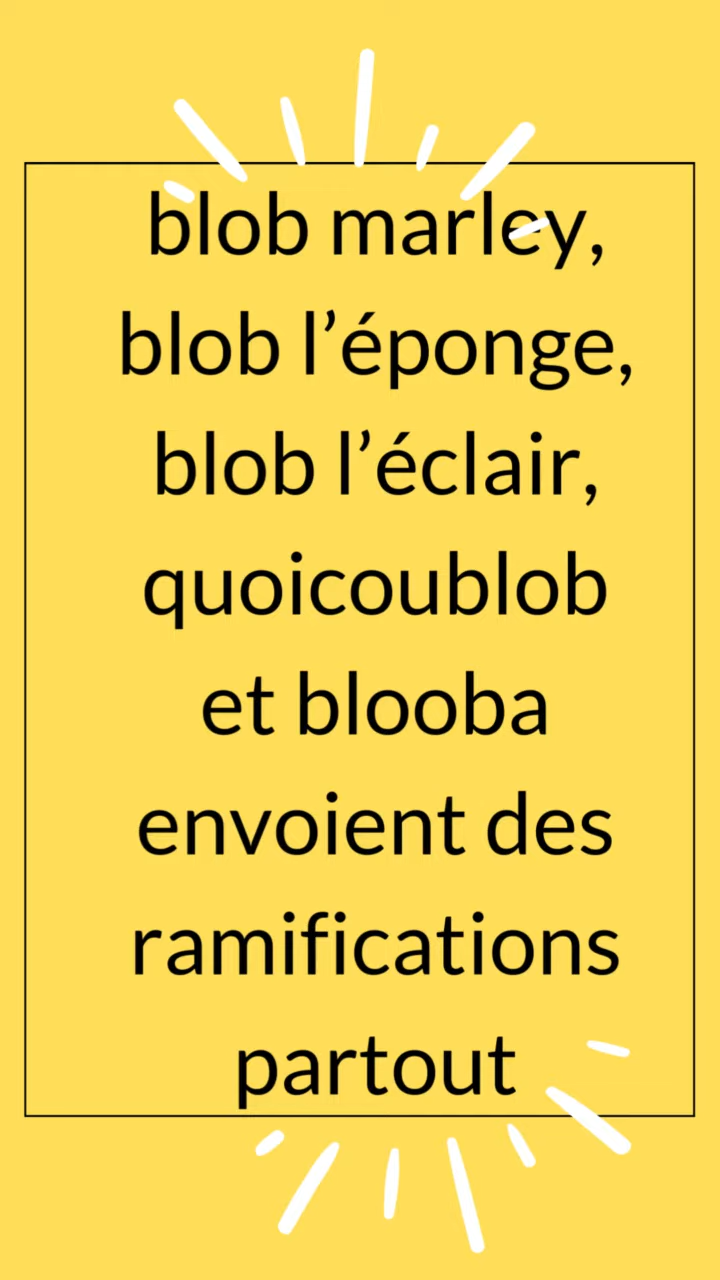 blob marley,
blob l’éponge,
blob l’éclair,
quoicoublob
et blooba
envoient des
ramifications
partout